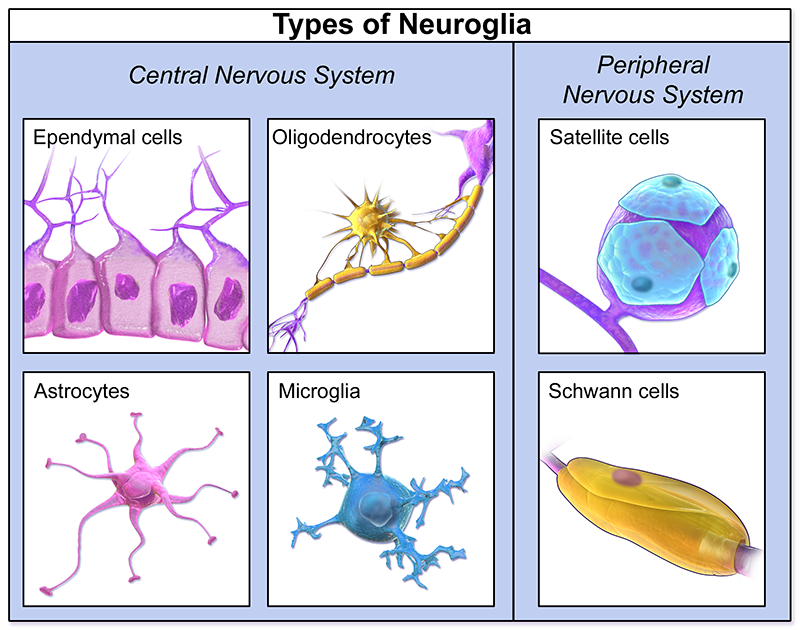 Types of Neuroglia
Central Nervous System
Peripheral
Nervous System
Ependymal cells
Oligodendrocytes
Satellite cells
Astrocytes
Microglia
Schwann cells